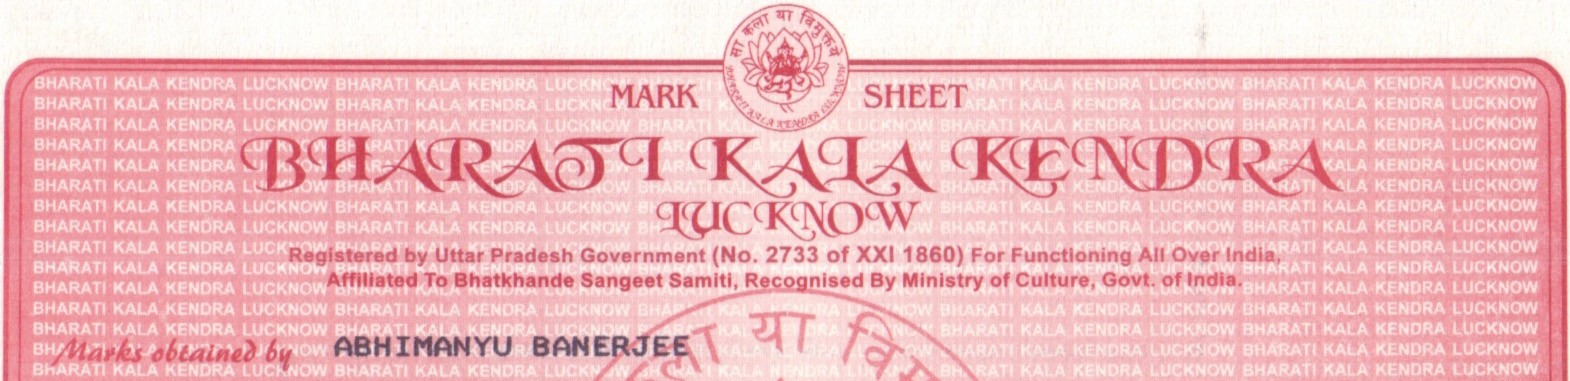 सा कला या विमुक्तये
BHARATI KALA KENDRA LUCKNOW
MARK SHEET
BHARATI KALA KENDRA
LUCKNOW
Registered by Uttar Pradesh Government (No. 2733 of XXI 1860) For Functioning All Over India,
Affiliated To Bhatkhande Sangeet Samiti, Recognised By Ministry of Culture, Govt. of India.
Marks obtained by ABHIMANYU BANERJEE
या वि